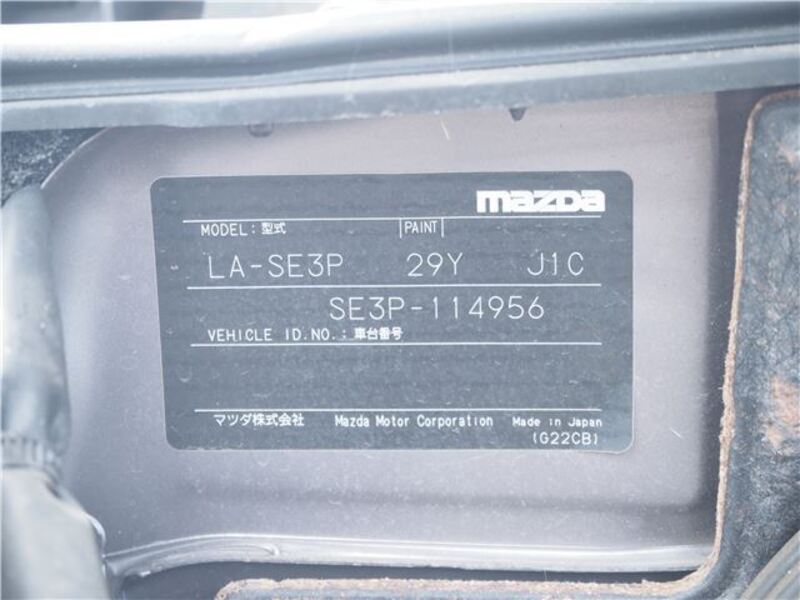 mazda
MODEL:型式 PAINT
LA-SE3P 29Y J1C
SE3P-114956
VEHICLE ID.NO.:車台番号
マツダ株式会社 Mazda Motor Corporation Made in Japan
(G22CB)